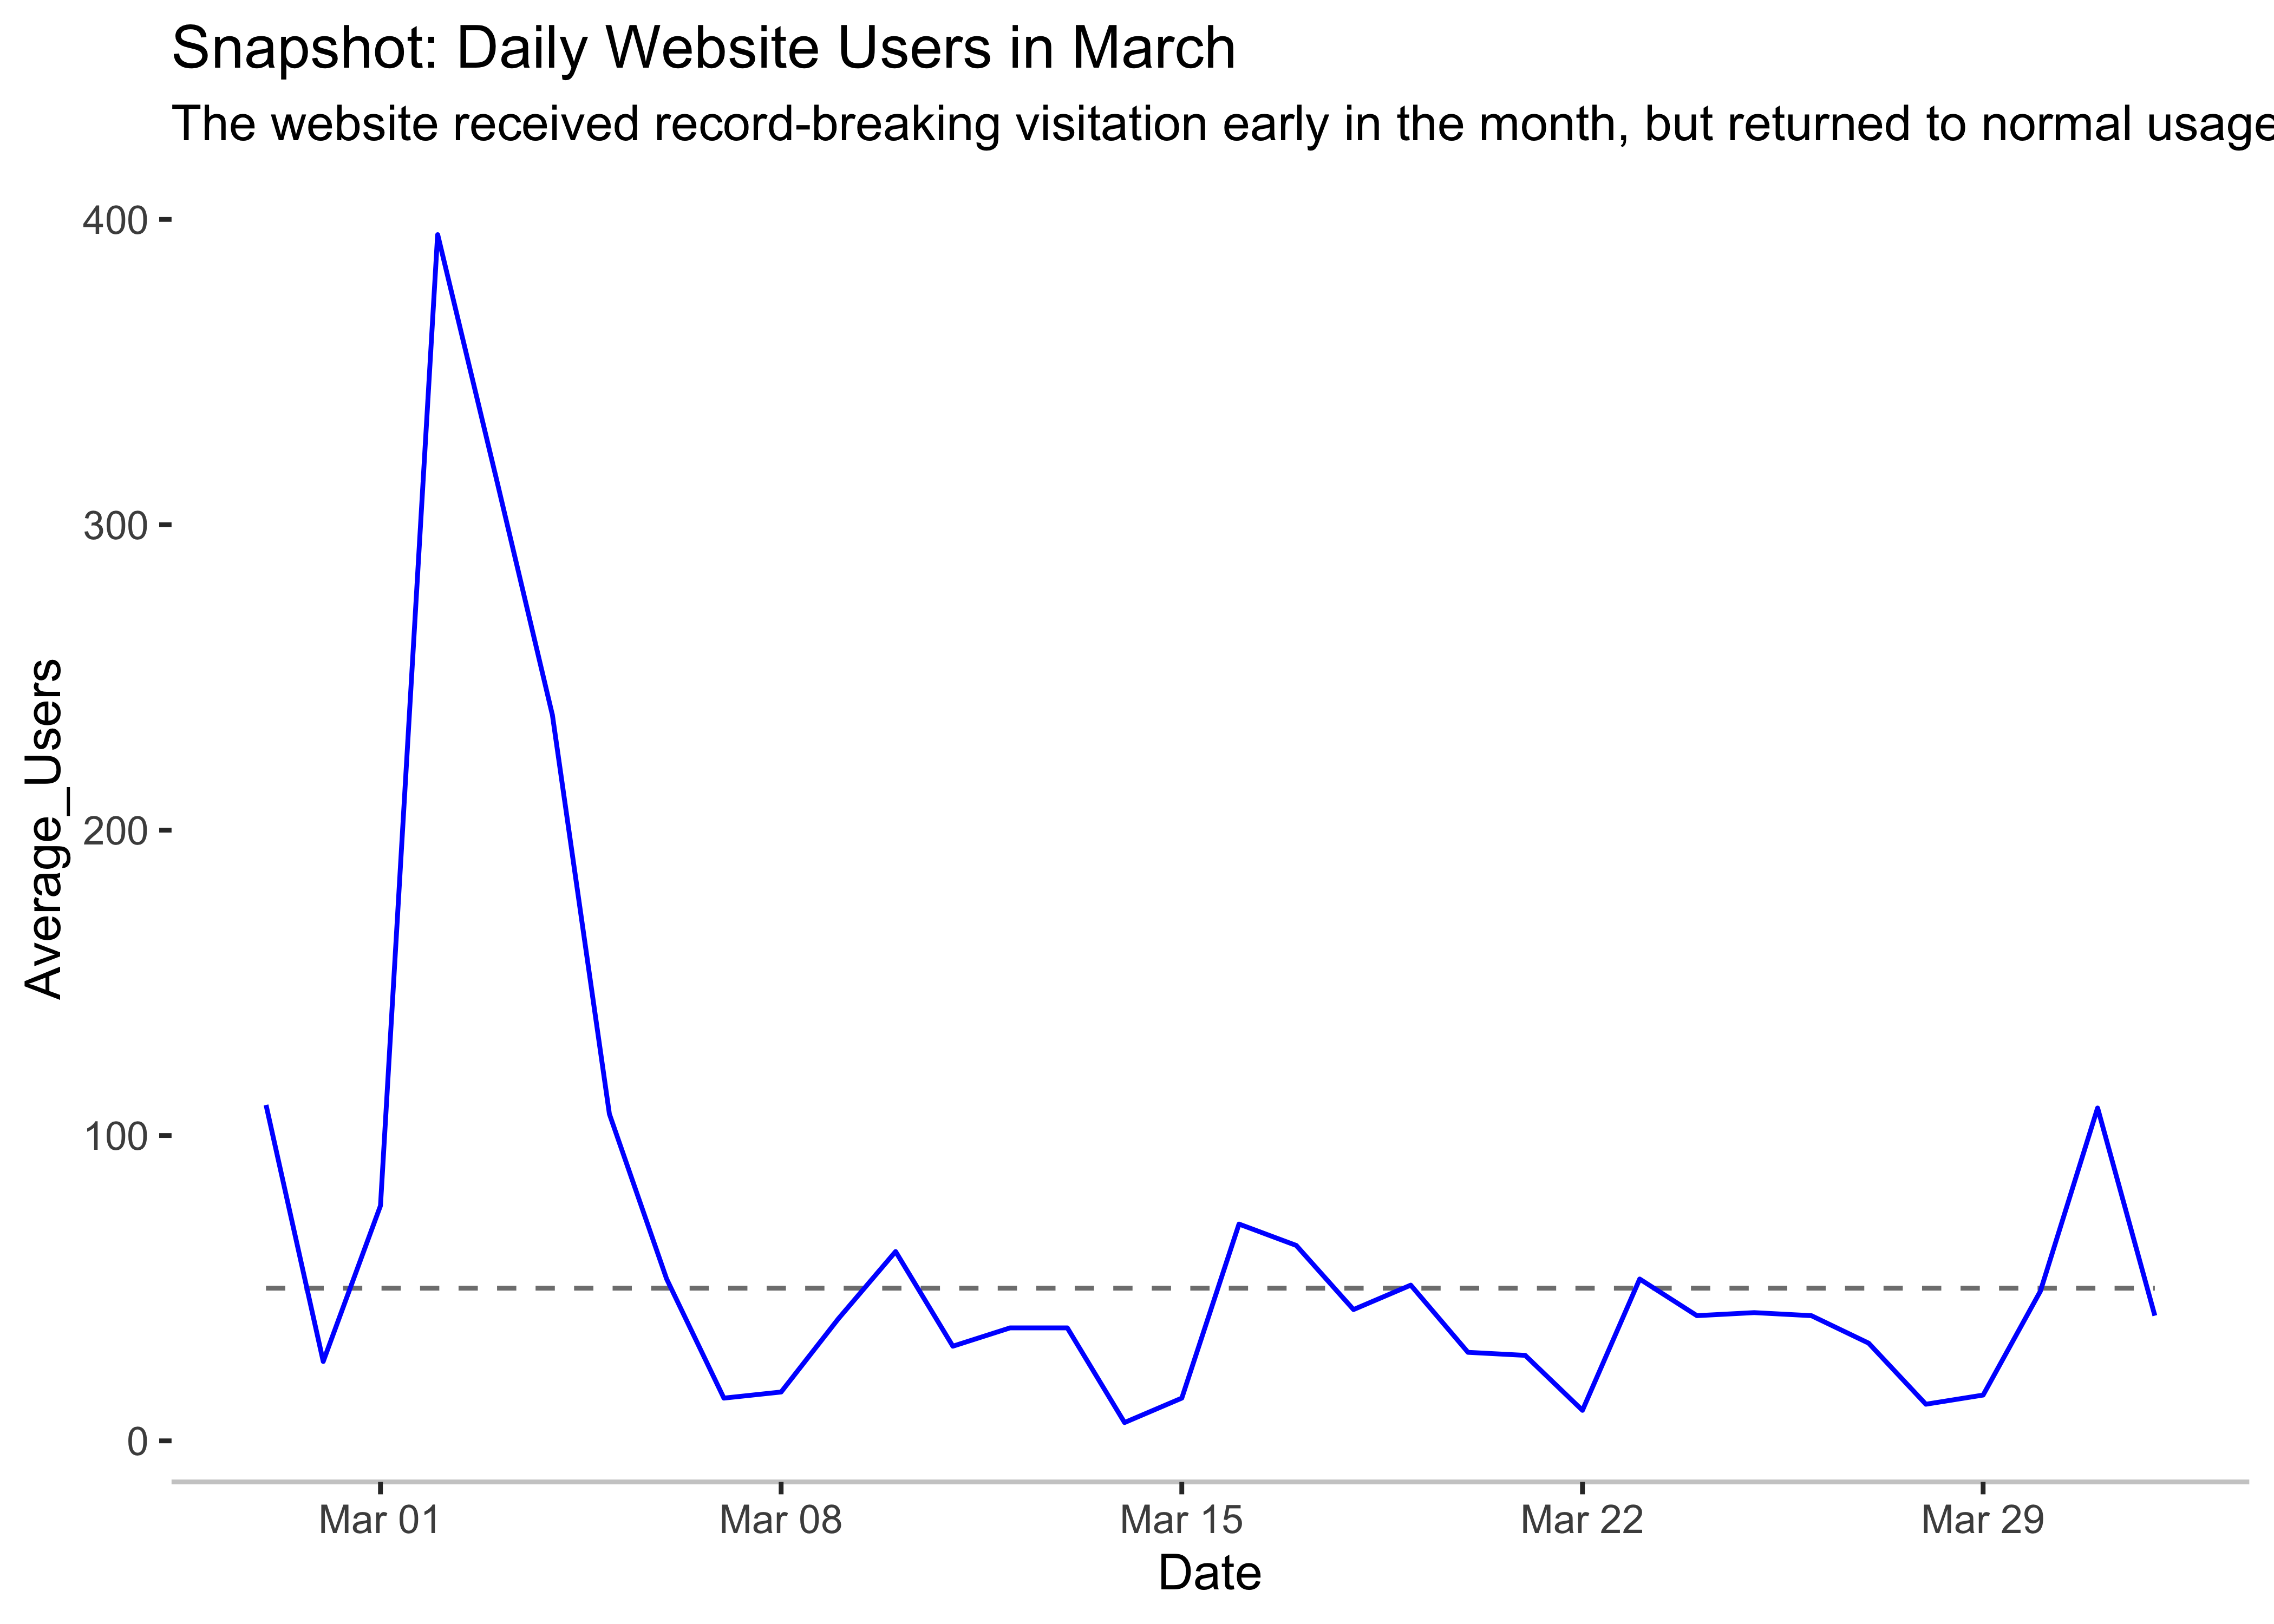 Snapshot: Daily Website Users in March
The website received record-breaking visitation early in the month, but returned to normal usage
400
300
200
100
0
Average_Users
Mar 01 Mar 08 Mar 15 Mar 22 Mar 29
Date